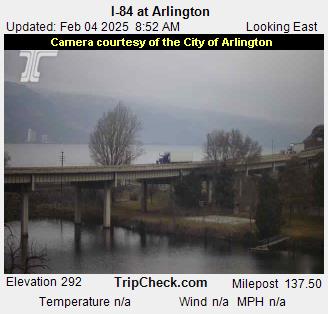 I-84 at Arlington
Updated: Feb 04 2025 8:52 AM Looking East
Camera courtesy of the City of Arlington
Elevation 292 TripCheck.com Milepost 137.50
Temperature n/a Wind n/a MPH n/a